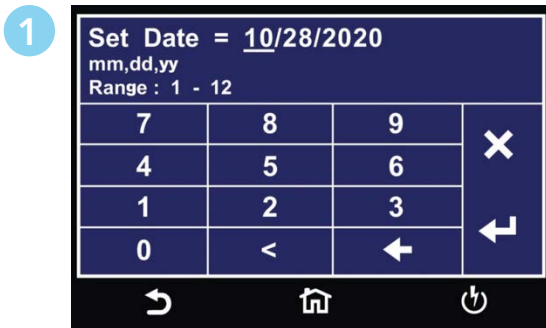 1
Set Date = 10/28/2020
mm,dd,yy
Range : 1 - 12
7 8 9
4 5 6
1 2 3
0 <